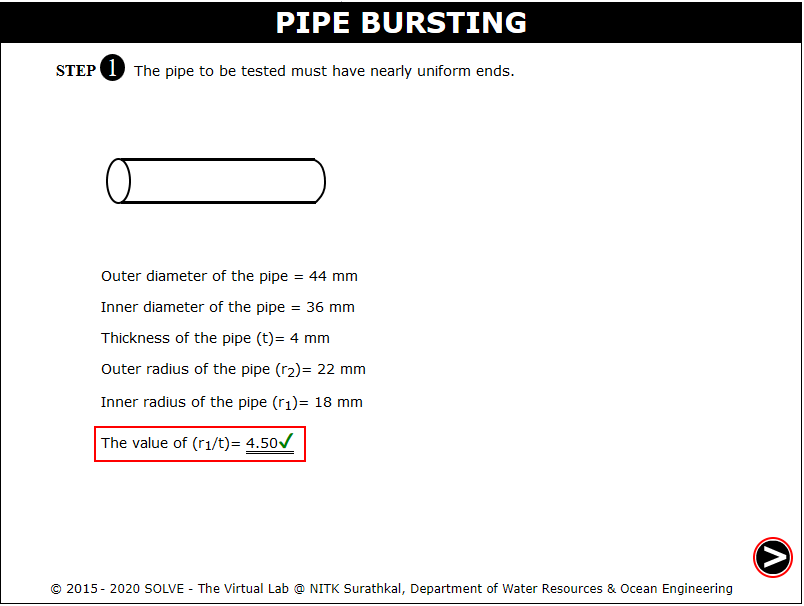 PIPE BURSTING
STEP 1 The pipe to be tested must have nearly uniform ends.
Outer diameter of the pipe = 44 mm
Inner diameter of the pipe = 36 mm
Thickness of the pipe (t)= 4 mm
Outer radius of the pipe (r2)= 22 mm
Inner radius of the pipe (r1)= 18 mm
The value of (r1/t)= 4.50✓
>
© 2015 - 2020 SOLVE - The Virtual Lab @ NITK Surathkal, Department of Water Resources & Ocean Engineering